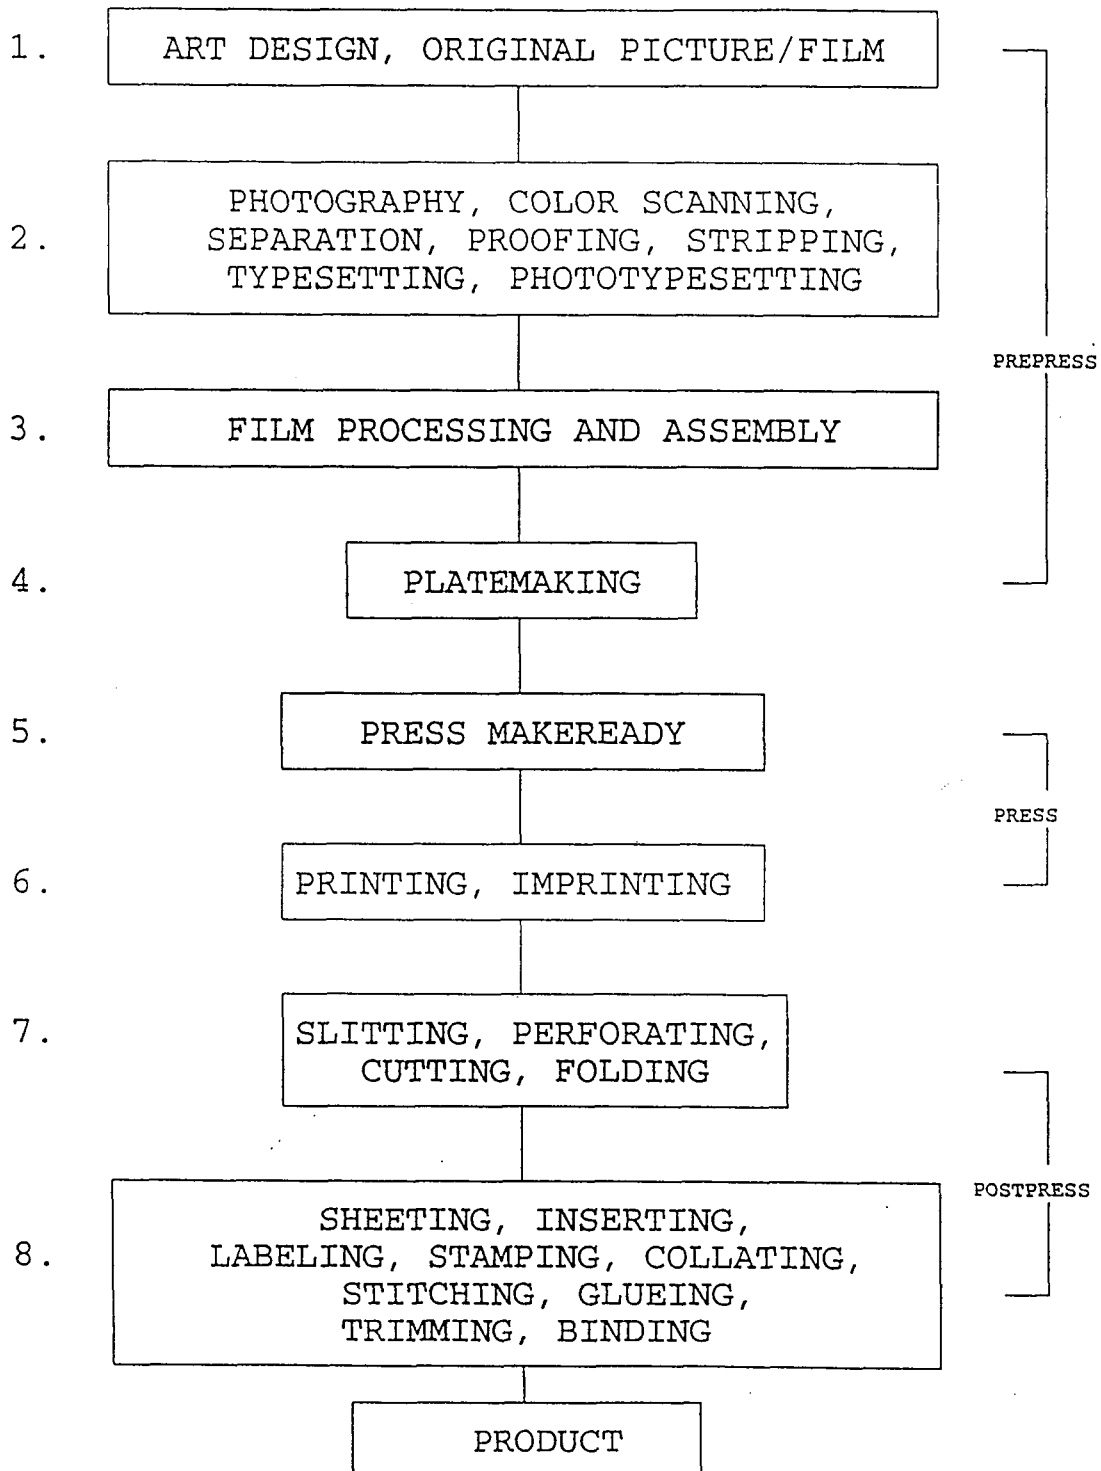 1. ART DESIGN, ORIGINAL PICTURE/FILM
2. PHOTOGRAPHY, COLOR SCANNING,
SEPARATION, PROOFING, STRIPPING,
TYPESETTING, PHOTOTYPESETTING
PREPRESS
3. FILM PROCESSING AND ASSEMBLY
4. PLATEMAKING
5. PRESS MAKEREADY
PRESS
6. PRINTING, IMPRINTING
7. SLITTING, PERFORATING,
CUTTING, FOLDING
POSTPRESS
8. SHEETING, INSERTING,
LABELING, STAMPING, COLLATING,
STITCHING, GLUEING,
TRIMMING, BINDING
PRODUCT